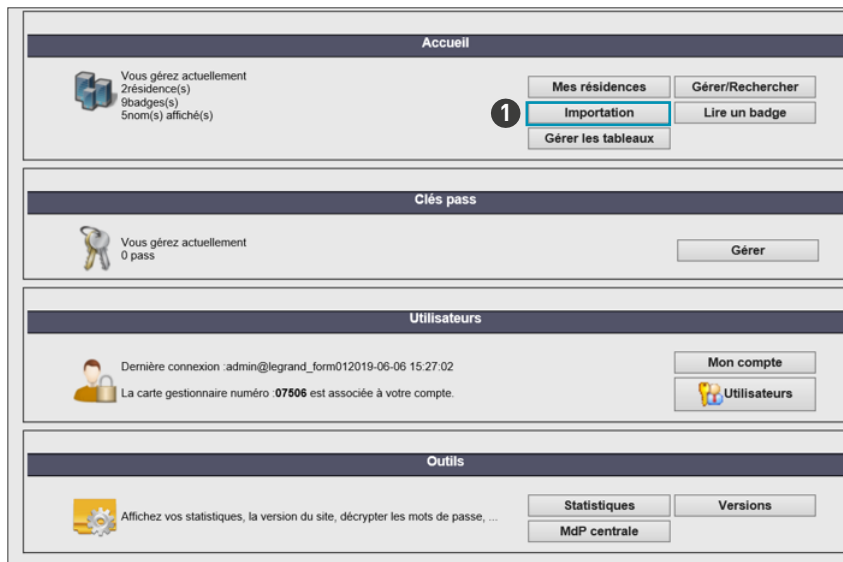 Accueil
Vous gérez actuellement
2résidence(s)
9badges(s)
5nom(s) affiché(s)
Mes résidences
Gérer/Rechercher
1
Importation
Lire un badge
Gérer les tableaux
Clés pass
Vous gérez actuellement
0 pass
Gérer
Utilisateurs
Dernière connexion :admin@legrand_form012019-06-06 15:27:02
La carte gestionnaire numéro :07506 est associée à votre compte.
Mon compte
Utilisateurs
Outils
Affichez vos statistiques, la version du site, décrypter les mots de passe, ...
Statistiques
Versions
MdP centrale